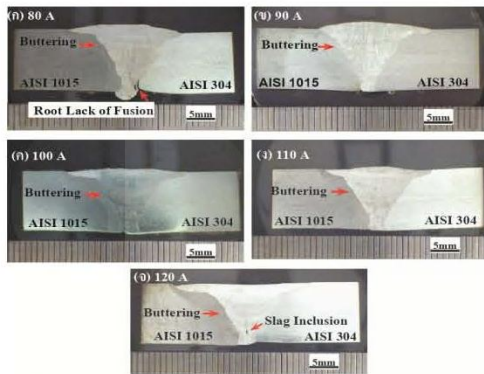 (ก) 80 A
Buttering
AISI 1015
AISI 304
Root Lack of Fusion
5mm
(ข) 90 A
Buttering
AISI 1015
AISI 304
5mm
(ค) 100 A
Buttering
AISI 1015
AISI 304
5mm
(ง) 110 A
Buttering
AISI 1015
AISI 304
5mm
(จ) 120 A
Buttering
Slag Inclusion
AISI 1015
AISI 304
5mm